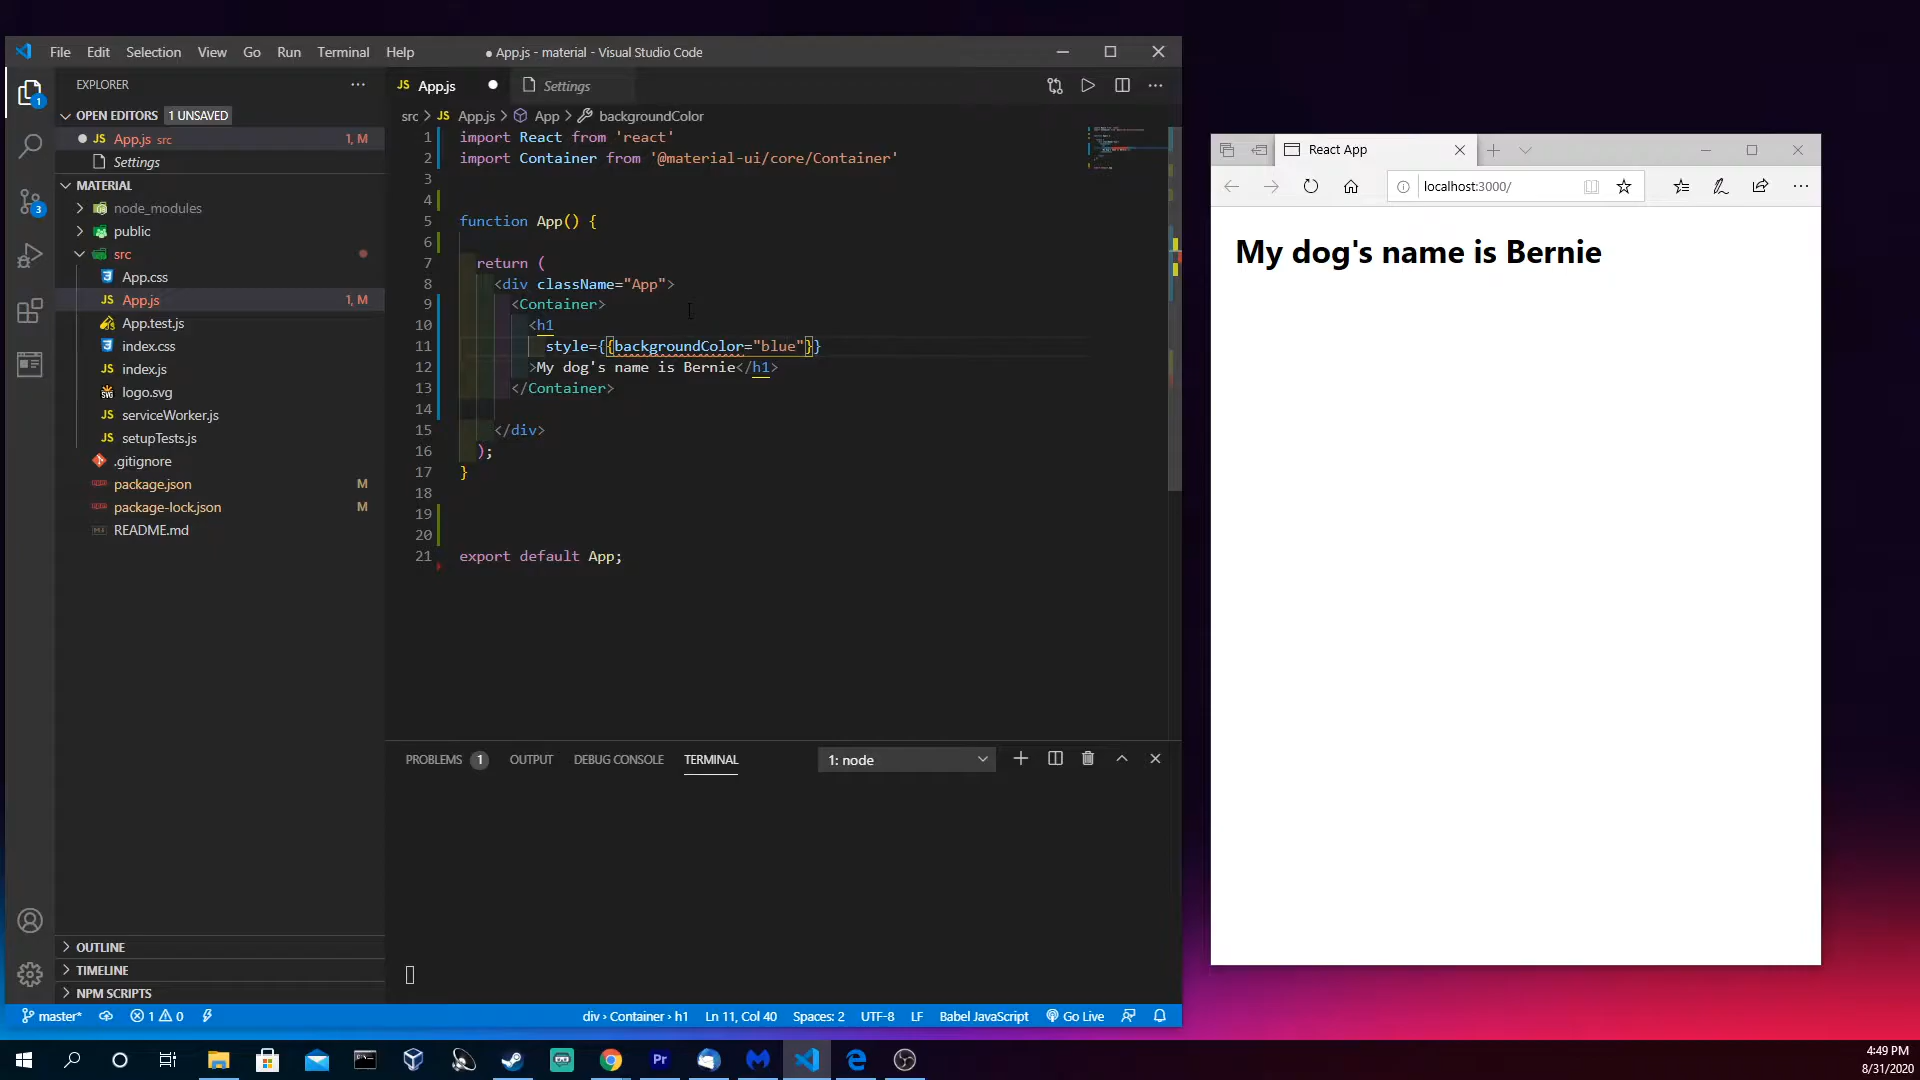 File Edit Selection View Go Run Terminal Help
● App.js - material - Visual Studio Code
EXPLORER
OPEN EDITORS 1 UNSAVED
JS App.js src 1, M
Settings
MATERIAL
node_modules
public
src
App.css
JS App.js 1, M
App.test.js
index.css
JS index.js
logo.svg
JS serviceWorker.js
JS setupTests.js
.gitignore
package.json M
package-lock.json M
README.md
OUTLINE
TIMELINE
NPM SCRIPTS
1
3
JS App.js
Settings
src > JS App.js > App > backgroundColor
1 import React from 'react'
2 import Container from '@material-ui/core/Container'
3
4
5 function App() {
6
7 return (
8 <div className="App">
9 <Container>
10 <h1
11 style={{backgroundColor="blue"}}
12 >My dog's name is Bernie</h1>
13 </Container>
14
15 </div>
16 );
17 }
18
19
20
21 export default App;
PROBLEMS 1 OUTPUT DEBUG CONSOLE TERMINAL
1: node
master* 1 0
div › Container › h1 Ln 11, Col 40 Spaces: 2 UTF-8 LF Babel JavaScript Go Live
React App
localhost:3000/
My dog's name is Bernie
Pr
4:49 PM
8/31/2020